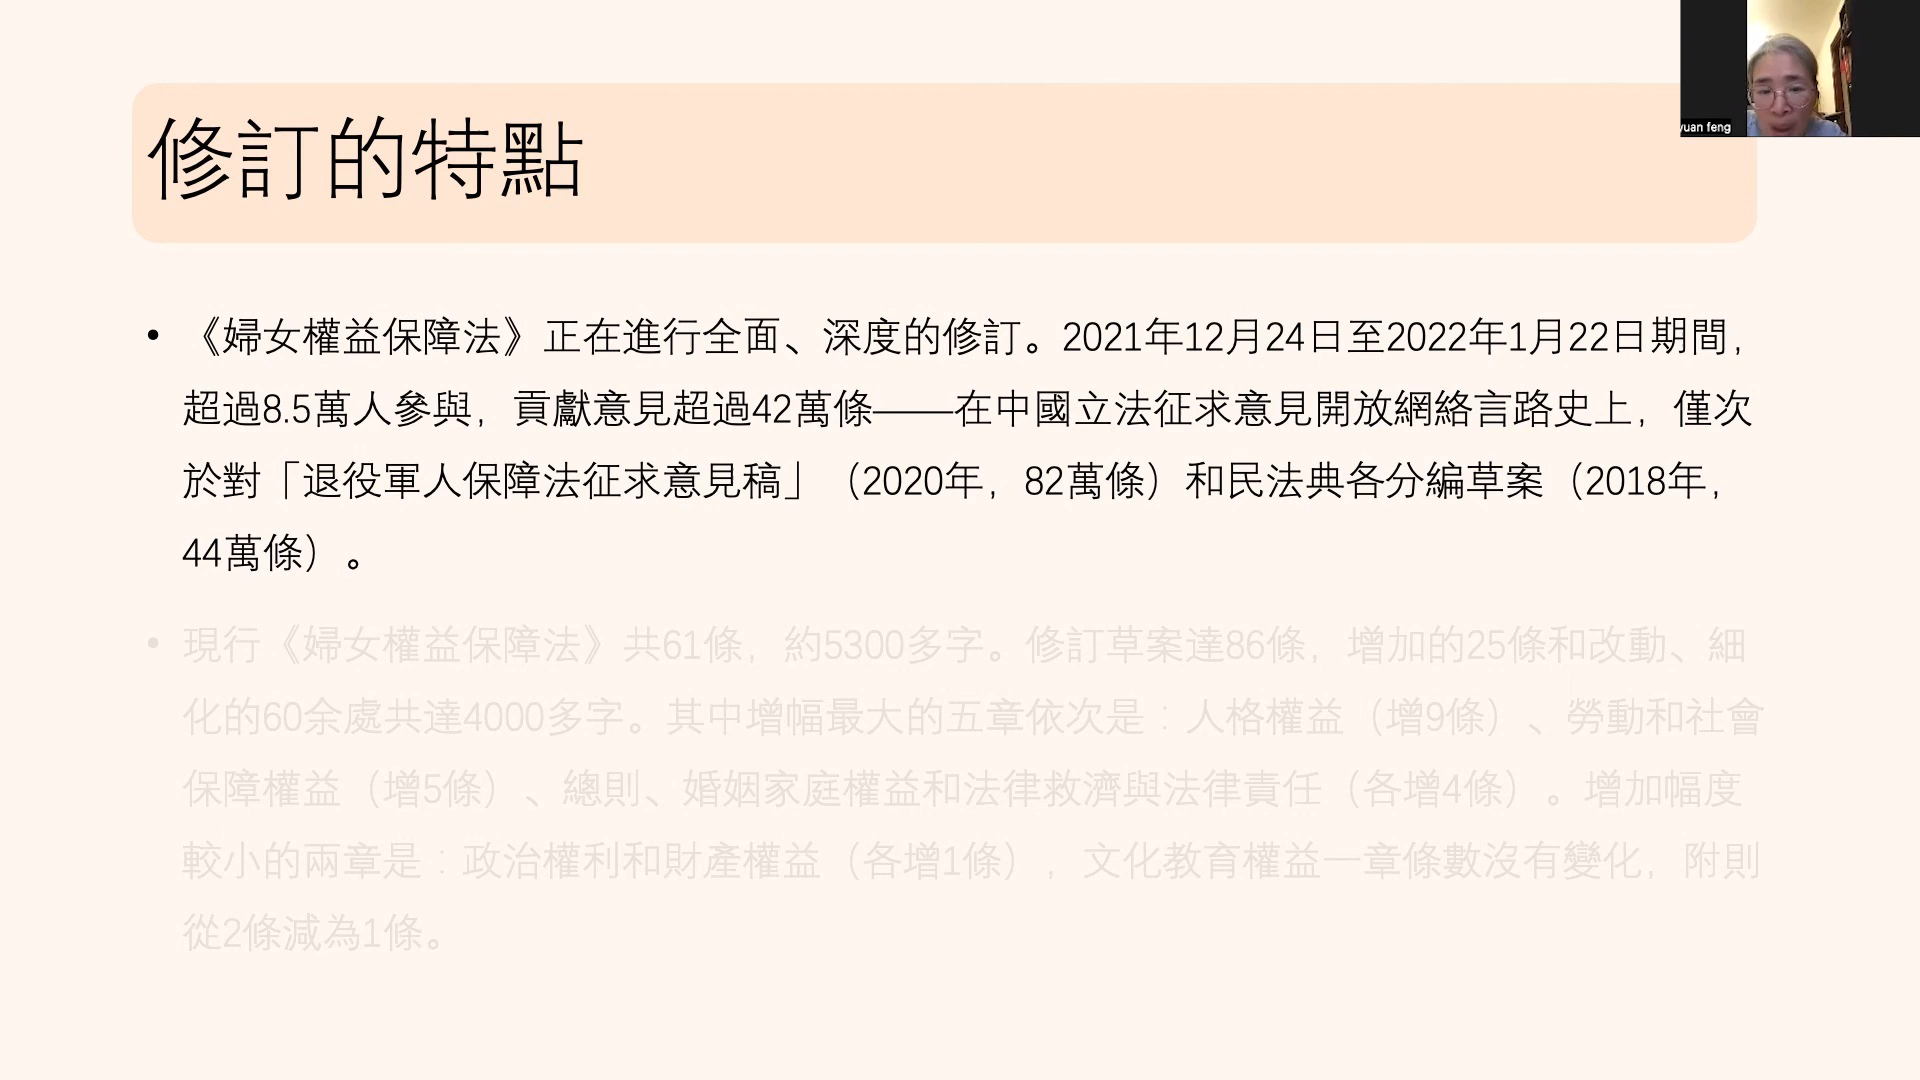 修訂的特點
yuan feng
• 《婦女權益保障法》正在進行全面、深度的修訂。2021年12月24日至2022年1月22日期間，
超過8.5萬人參與，貢獻意見超過42萬條——在中國立法征求意見開放網絡言路史上，僅次
於對「退役軍人保障法征求意見稿」（2020年，82萬條）和民法典各分編草案（2018年，
44萬條）。
• 現行《婦女權益保障法》共61條，約5300多字。修訂草案達86條，增加的25條和改動、細
化的60余處共達4000多字。其中增幅最大的五章依次是：人格權益（增9條）、勞動和社會
保障權益（增5條）、總則、婚姻家庭權益和法律救濟與法律責任（各增4條）。增加幅度
較小的兩章是：政治權利和財產權益（各增1條），文化教育權益一章條數沒有變化，附則
從2條減為1條。